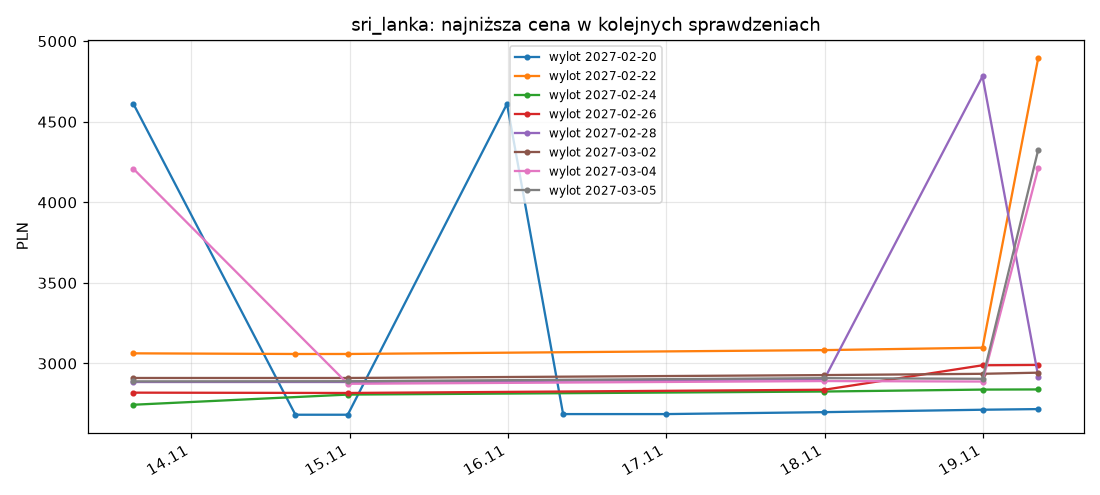 sri_lanka: najniższa cena w kolejnych sprawdzeniach
5000
4500
4000
3500
3000
PLN
wylot 2027-02-20
wylot 2027-02-22
wylot 2027-02-24
wylot 2027-02-26
wylot 2027-02-28
wylot 2027-03-02
wylot 2027-03-04
wylot 2027-03-05
14.11
15.11
16.11
17.11
18.11
19.11